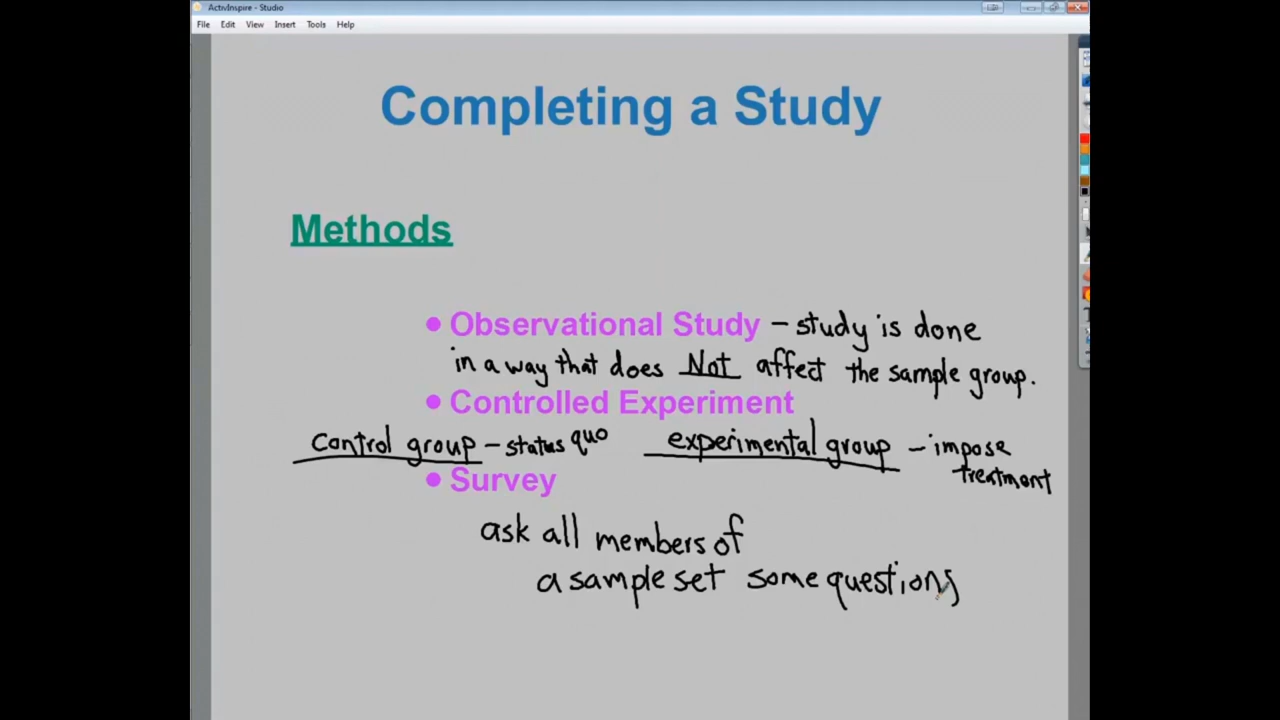 ActivInspire - Studio
File Edit View Insert Tools Help
Completing a Study
Methods
• Observational Study – study is done
in a way that does Not affect the sample group.
• Controlled Experiment
control group – status quo experimental group – impose
treatment
• Survey
ask all members of
a sample set some questions